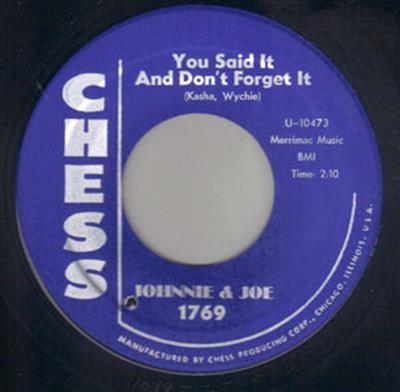 CHESS
You Said It
And Don't Forget It
(Kasha, Wychie)
U-10473
Merrimac Music
BMI
Time: 2.10
JOHNNIE & JOE
1769
MANUFACTURED BY CHESS PRODUCING CORP., CHICAGO, ILLINOIS, U.S.A.